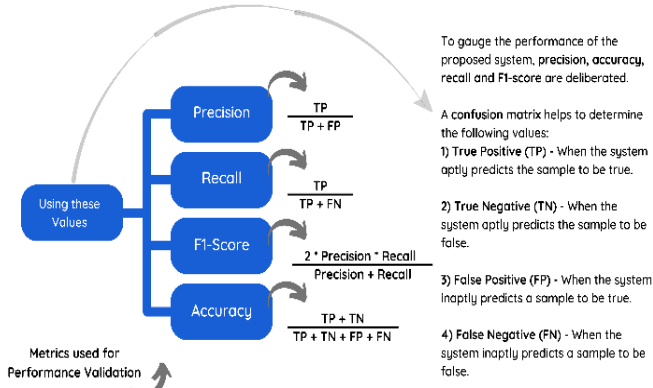 Using these
Values
Precision
TP
TP + FP
Recall
TP
TP + FN
F1-Score
2 * Precision * Recall
Precision + Recall
Accuracy
TP + TN
TP + TN + FP + FN
Metrics used for
Performance Validation
To gauge the performance of the
proposed system, precision, accuracy,
recall and F1-score are deliberated.
A confusion matrix helps to determine
the following values:
1) True Positive (TP) - When the system
aptly predicts the sample to be true.
2) True Negative (TN) - When the
system aptly predicts the sample to be
false.
3) False Positive (FP) - When the system
inaptly predicts a sample to be true.
4) False Negative (FN) - When the
system inaptly predicts a sample to be
false.